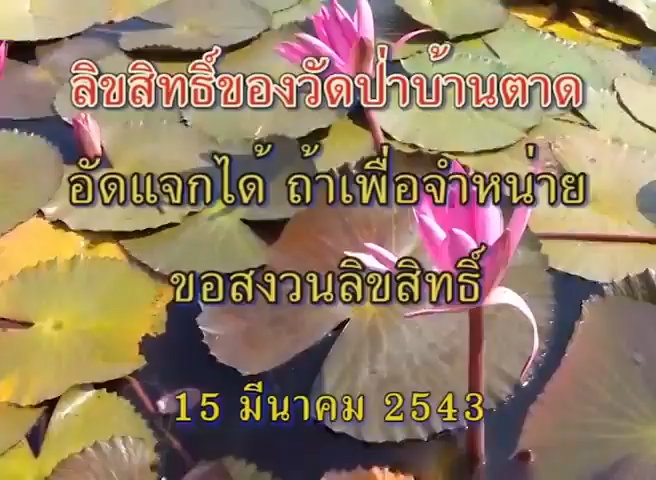 ลิขสิทธิ์ของวัดป่าบ้านตาด
อัดแจกได้ ถ้าเพื่อจำหน่าย
ขอสงวนลิขสิทธิ์
15 มีนาคม 2543